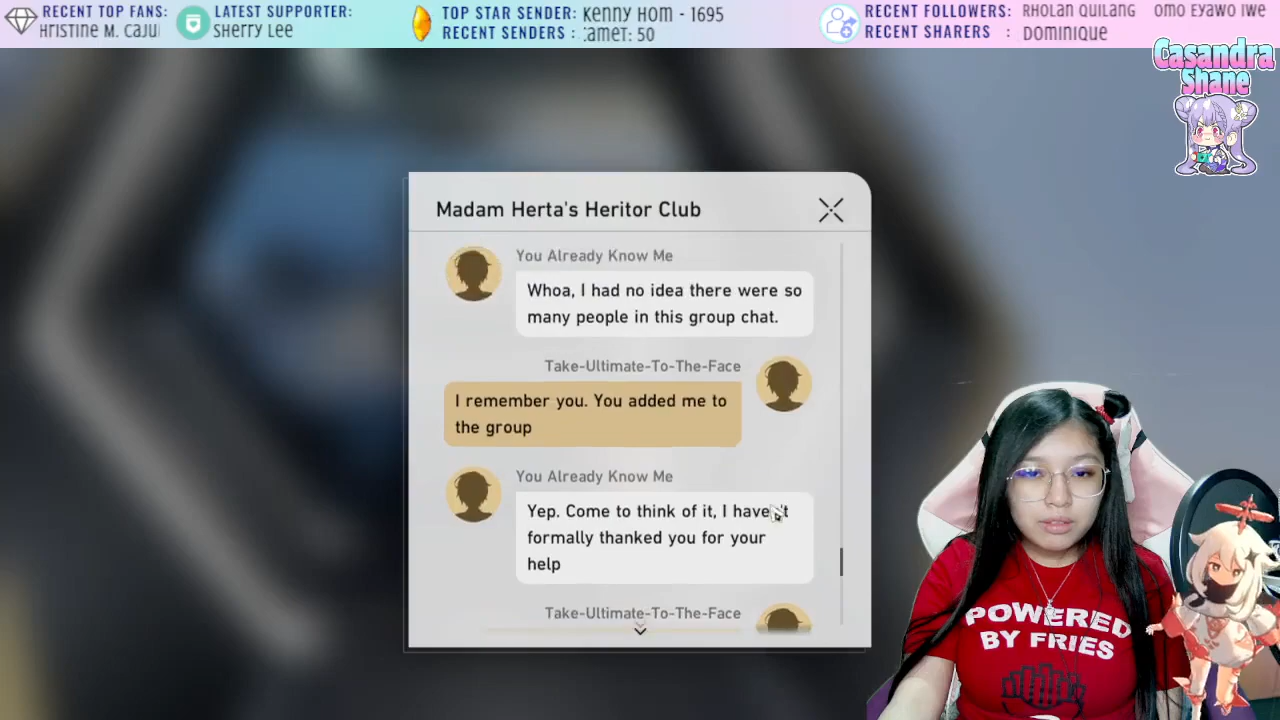 RECENT TOP FANS:
HRISTINE M. CAJUI
LATEST SUPPORTER:
SHERRY LEE
TOP STAR SENDER: KENNY HOM - 1695
RECENT SENDERS : CAMET: 50
RECENT FOLLOWERS: RHOLAN QUILANG OMO EYAWO IWE
RECENT SHARERS : DOMINIQUE
Casandra
Shane
Madam Herta's Heritor Club
You Already Know Me
Whoa, I had no idea there were so
many people in this group chat.
Take-Ultimate-To-The-Face
I remember you. You added me to
the group
You Already Know Me
Yep. Come to think of it, I haven't
formally thanked you for your
help
Take-Ultimate-To-The-Face
POWERED
BY FRIES